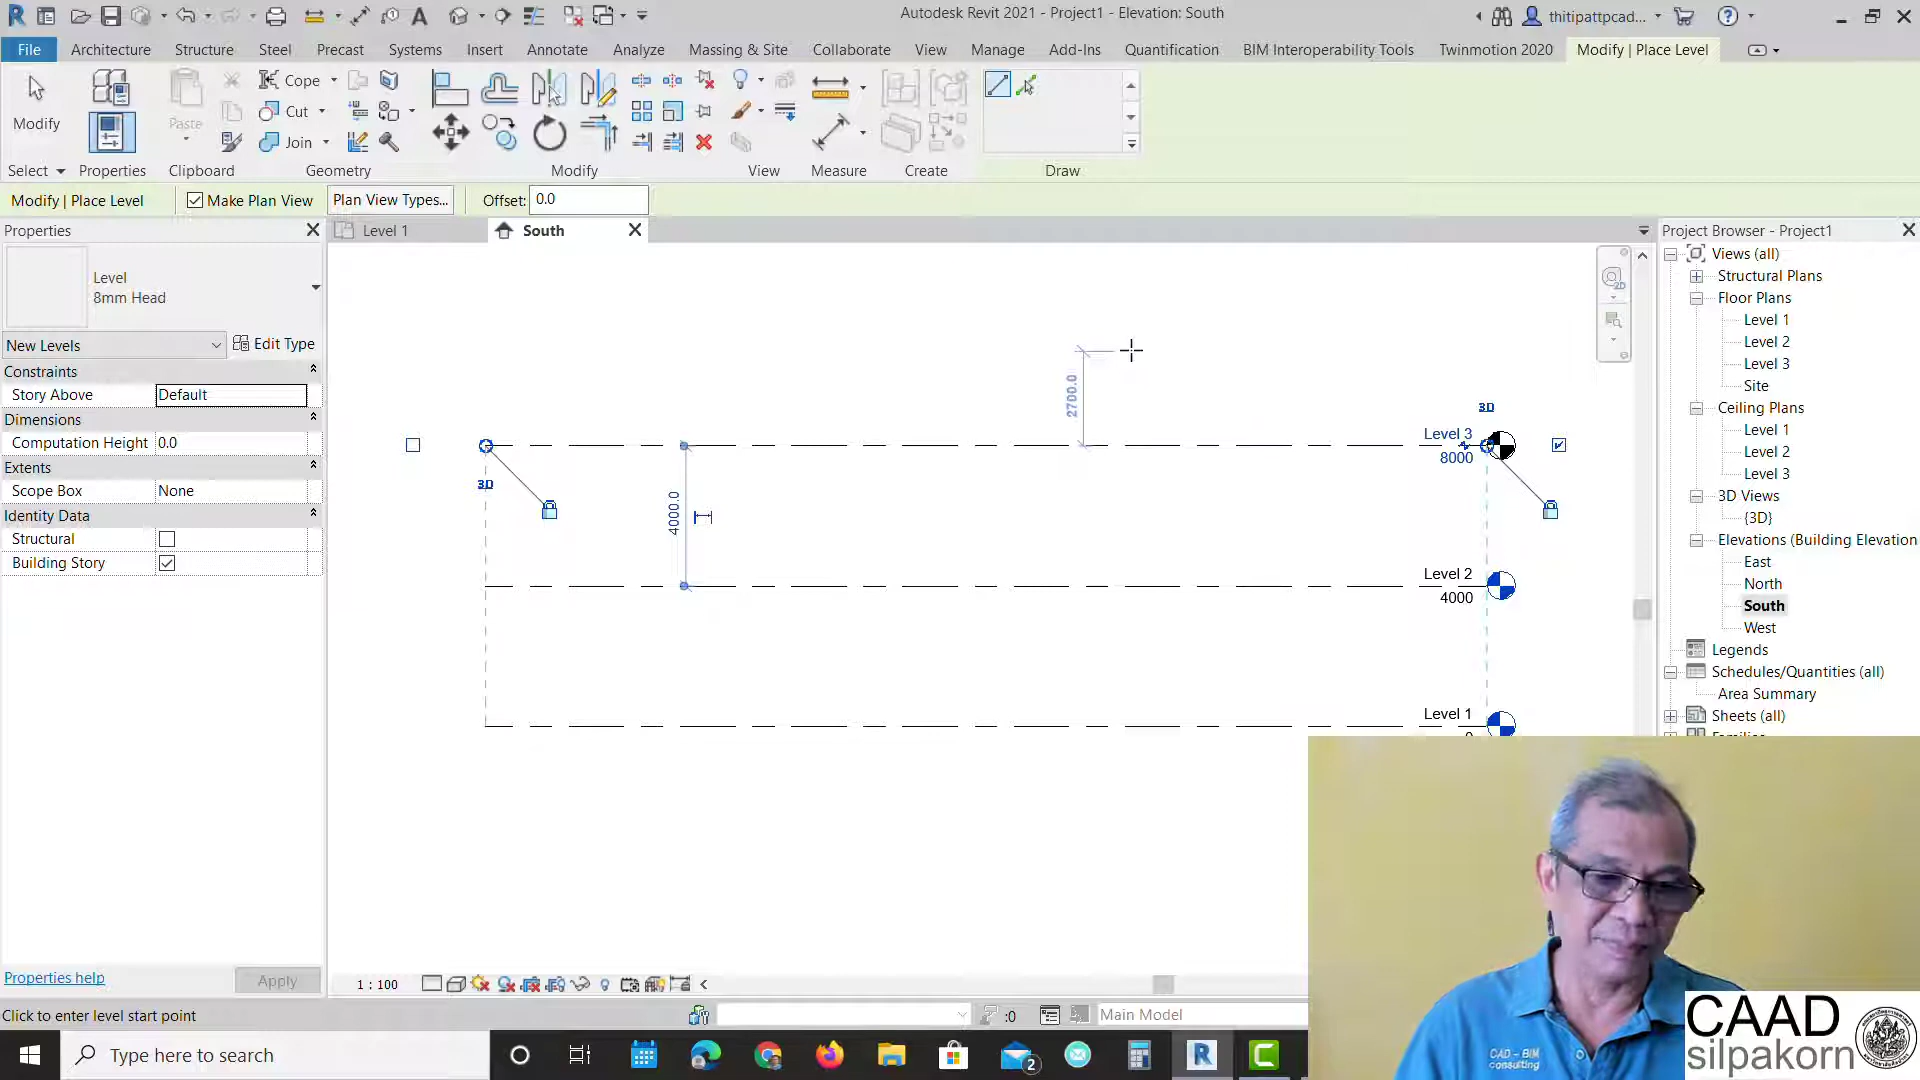 Autodesk Revit 2021 - Project1 - Elevation: South
thitipattpcad...
File Architecture Structure Steel Precast Systems Insert Annotate Analyze Massing & Site Collaborate View Manage Add-Ins Quantification BIM Interoperability Tools Twinmotion 2020 Modify | Place Level
Modify
Paste
Cope
Cut
Join
Select Properties Clipboard Geometry Modify View Measure Create Draw
Modify | Place Level Make Plan View Plan View Types... Offset: 0.0
Properties
Level
8mm Head
New Levels Edit Type
Constraints
Story Above Default
Dimensions
Computation Height 0.0
Extents
Scope Box None
Identity Data
Structural
Building Story
Properties help Apply
Level 1 South
2700.0
3D
Level 3
8000
3D
4000.0
Level 2
4000
Level 1
2D
Project Browser - Project1
Views (all)
Structural Plans
Floor Plans
Level 1
Level 2
Level 3
Site
Ceiling Plans
Level 1
Level 2
Level 3
3D Views
{3D}
Elevations (Building Elevation
East
North
South
West
Legends
Schedules/Quantities (all)
Area Summary
Sheets (all)
1 : 100
Click to enter level start point
:0
Main Model
Type here to search
2
CAD - BIM
consulting
CAAD
silpakorn